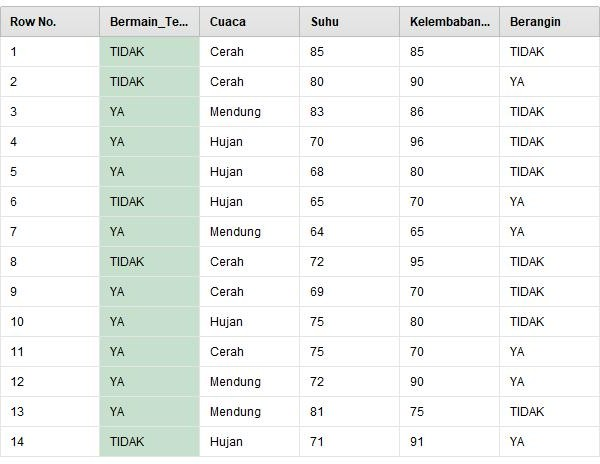 Row No. Bermain_Te... Cuaca Suhu Kelembaban... Berangin
1 TIDAK Cerah 85 85 TIDAK
2 TIDAK Cerah 80 90 YA
3 YA Mendung 83 86 TIDAK
4 YA Hujan 70 96 TIDAK
5 YA Hujan 68 80 TIDAK
6 TIDAK Hujan 65 70 YA
7 YA Mendung 64 65 YA
8 TIDAK Cerah 72 95 TIDAK
9 YA Cerah 69 70 TIDAK
10 YA Hujan 75 80 TIDAK
11 YA Cerah 75 70 YA
12 YA Mendung 72 90 YA
13 YA Mendung 81 75 TIDAK
14 TIDAK Hujan 71 91 YA